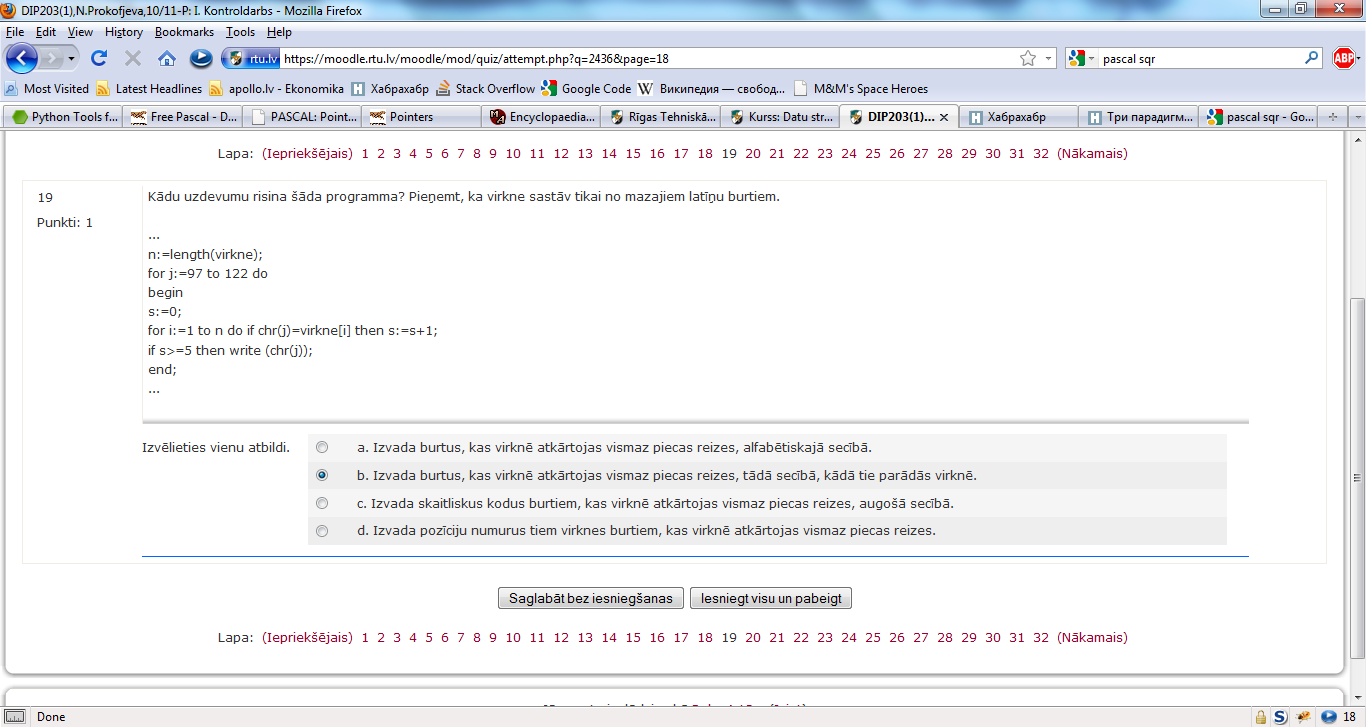 DIP203(1),N.Prokofjeva,10/11-P: I. Kontroldarbs - Mozilla Firefox
File Edit View History Bookmarks Tools Help
rtu.lv https://moodle.rtu.lv/moodle/mod/quiz/attempt.php?q=2436&page=18 pascal sqr ABP
Most Visited Latest Headlines apollo.lv - Ekonomika Хабрахабр Stack Overflow Google Code Википедия — свобод... M&M's Space Heroes
Python Tools f... Free Pascal - D... PASCAL: Point... Pointers Encyclopaedia... Rīgas Tehniskā... Kurss: Datu str... DIP203(1)... Хабрахабр Три парадигм... pascal sqr - Go...
Lapa: (Iepriekšējais) 1 2 3 4 5 6 7 8 9 10 11 12 13 14 15 16 17 18 19 20 21 22 23 24 25 26 27 28 29 30 31 32 (Nākamais)
19
Punkti: 1
Kādu uzdevumu risina šāda programma? Pieņemt, ka virkne sastāv tikai no mazajiem latīņu burtiem.
...
n:=length(virkne);
for j:=97 to 122 do
begin
s:=0;
for i:=1 to n do if chr(j)=virkne[i] then s:=s+1;
if s>=5 then write (chr(j));
end;
...
Izvēlieties vienu atbildi.
a. Izvada burtus, kas virknē atkārtojas vismaz piecas reizes, alfabētiskajā secībā.
b. Izvada burtus, kas virknē atkārtojas vismaz piecas reizes, tādā secībā, kādā tie parādās virknē.
c. Izvada skaitliskus kodus burtiem, kas virknē atkārtojas vismaz piecas reizes, augošā secībā.
d. Izvada pozīciju numurus tiem virknes burtiem, kas virknē atkārtojas vismaz piecas reizes.
Saglabāt bez iesniegšanas Iesniegt visu un pabeigt
Lapa: (Iepriekšējais) 1 2 3 4 5 6 7 8 9 10 11 12 13 14 15 16 17 18 19 20 21 22 23 24 25 26 27 28 29 30 31 32 (Nākamais)
Done 18